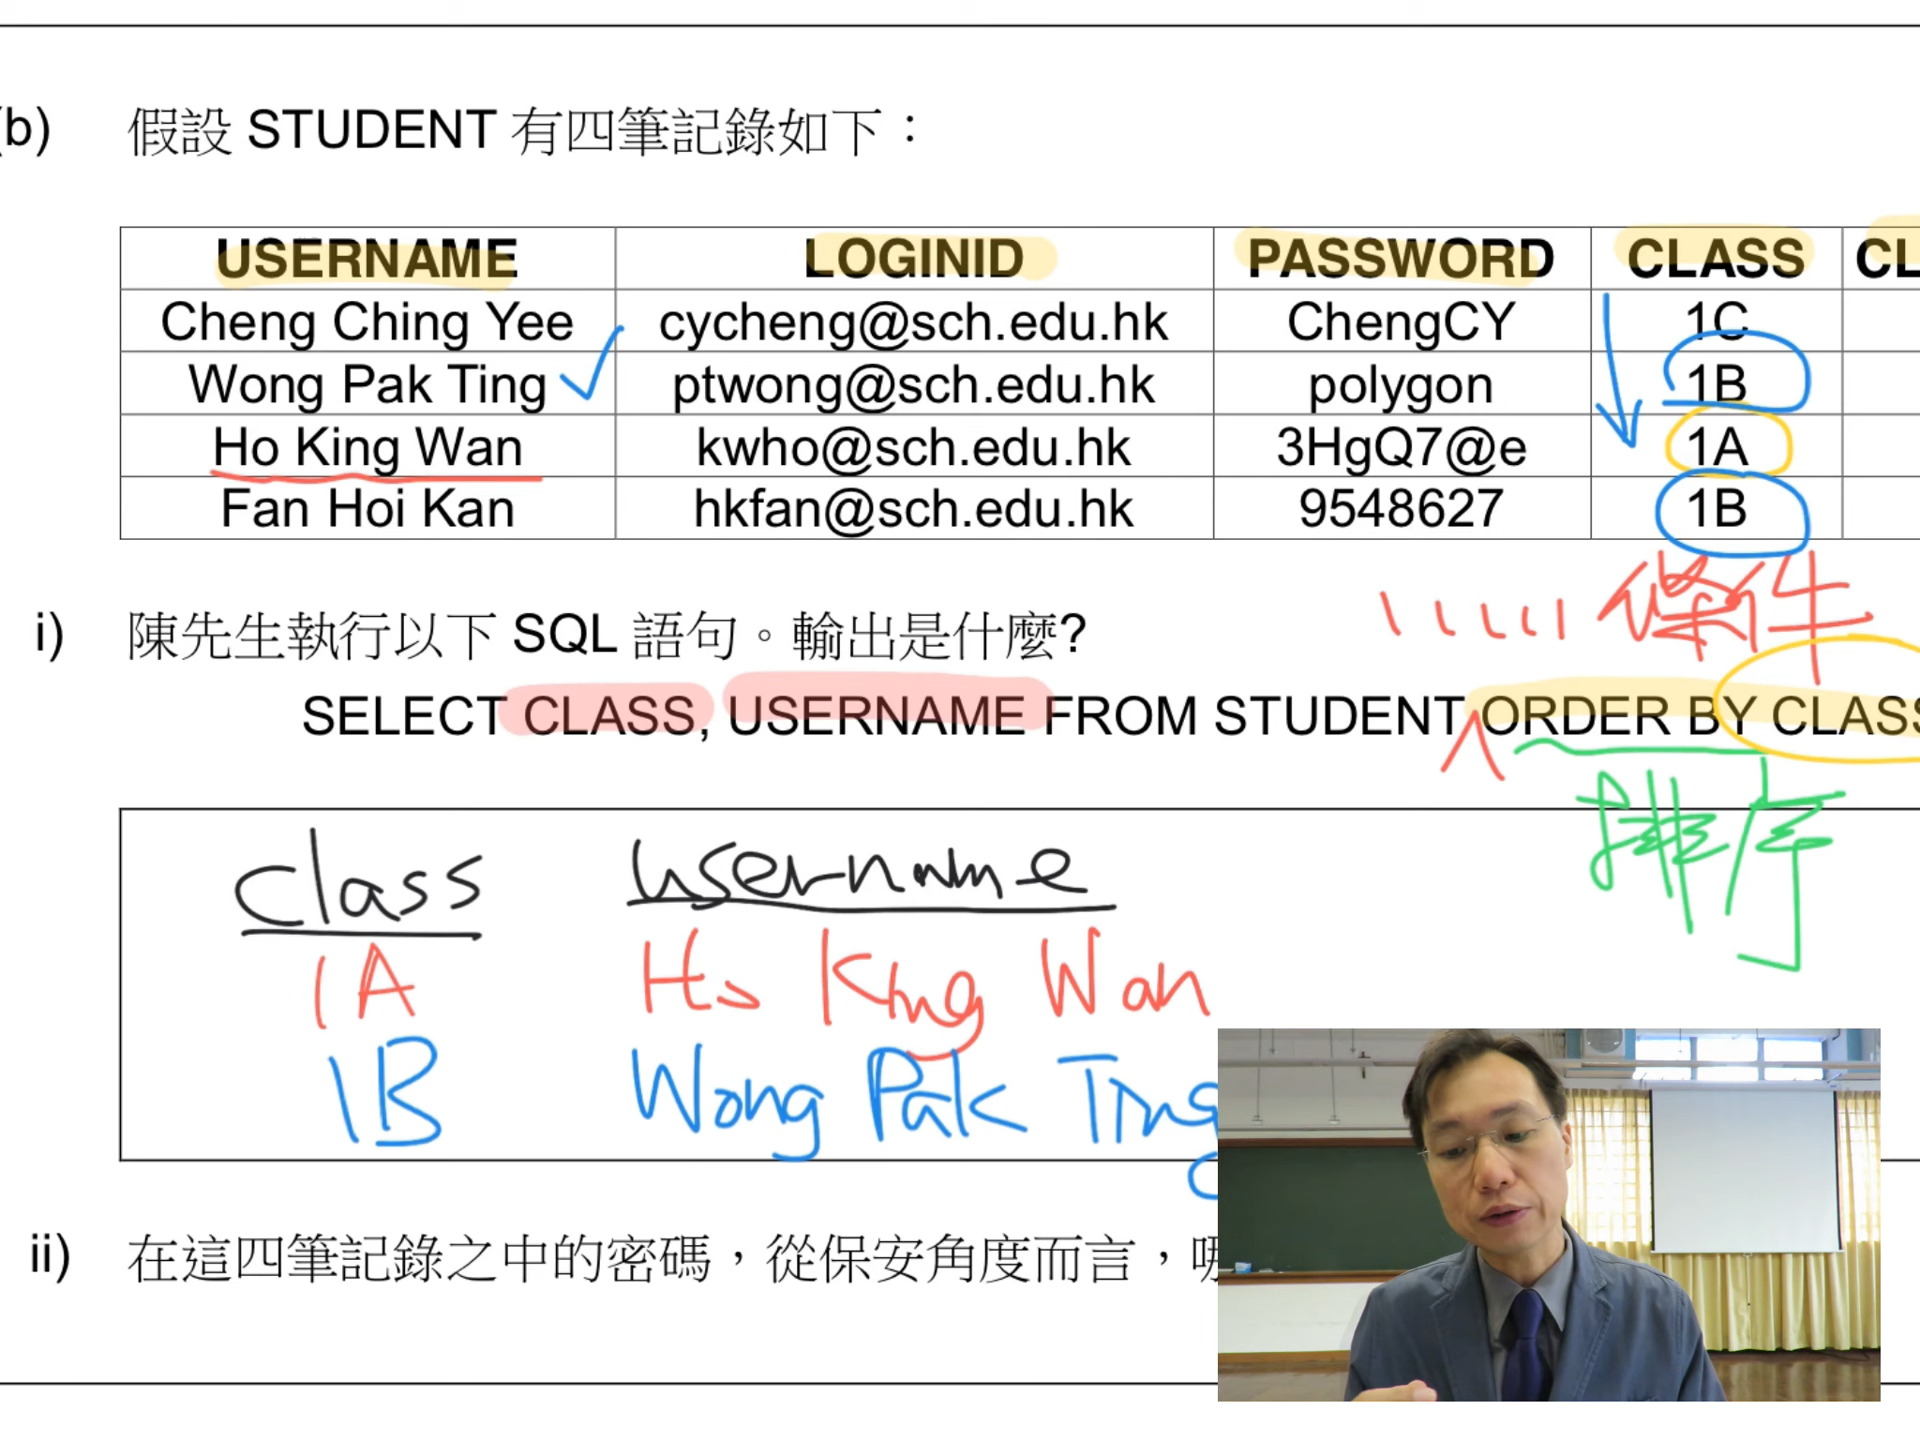 (b) 假設 STUDENT 有四筆記錄如下：
USERNAME LOGINID PASSWORD CLASS CL
Cheng Ching Yee cycheng@sch.edu.hk ChengCY 1C
Wong Pak Ting ptwong@sch.edu.hk polygon 1B
Ho King Wan kwho@sch.edu.hk 3HgQ7@e 1A
Fan Hoi Kan hkfan@sch.edu.hk 9548627 1B
條件
i) 陳先生執行以下 SQL 語句。輸出是什麼?
SELECT CLASS, USERNAME FROM STUDENT ORDER BY CLASS
排序
class username
1A Ho King Wan
1B Wong Pak Ting
ii) 在這四筆記錄之中的密碼，從保安角度而言，